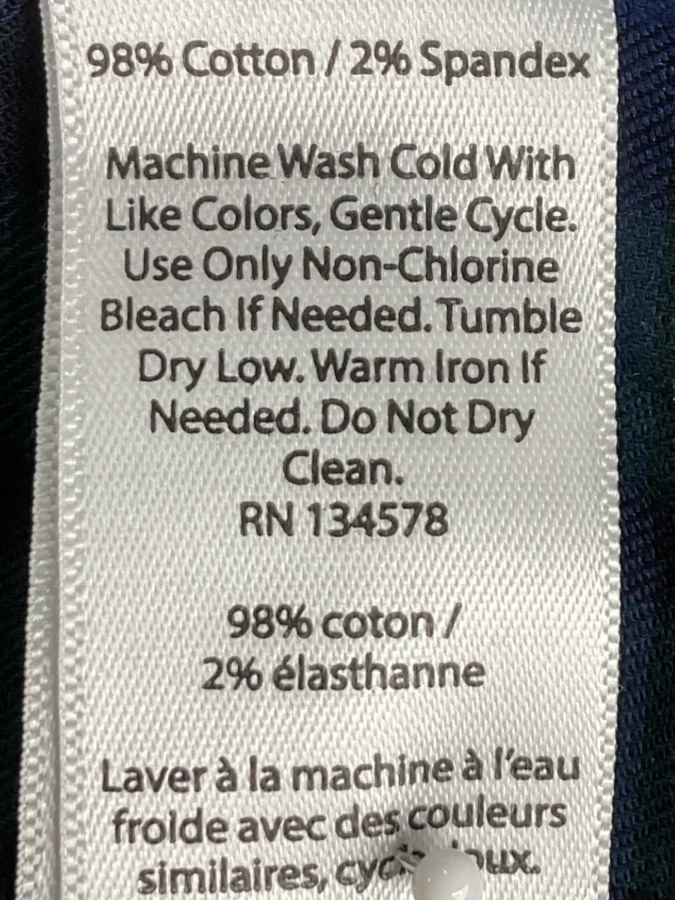 98% Cotton / 2% Spandex
Machine Wash Cold With
Like Colors, Gentle Cycle.
Use Only Non-Chlorine
Bleach If Needed. Tumble
Dry Low. Warm Iron If
Needed. Do Not Dry
Clean.
RN 134578
98% coton /
2% élasthanne
Laver à la machine à l'eau
froide avec des couleurs
similaires,